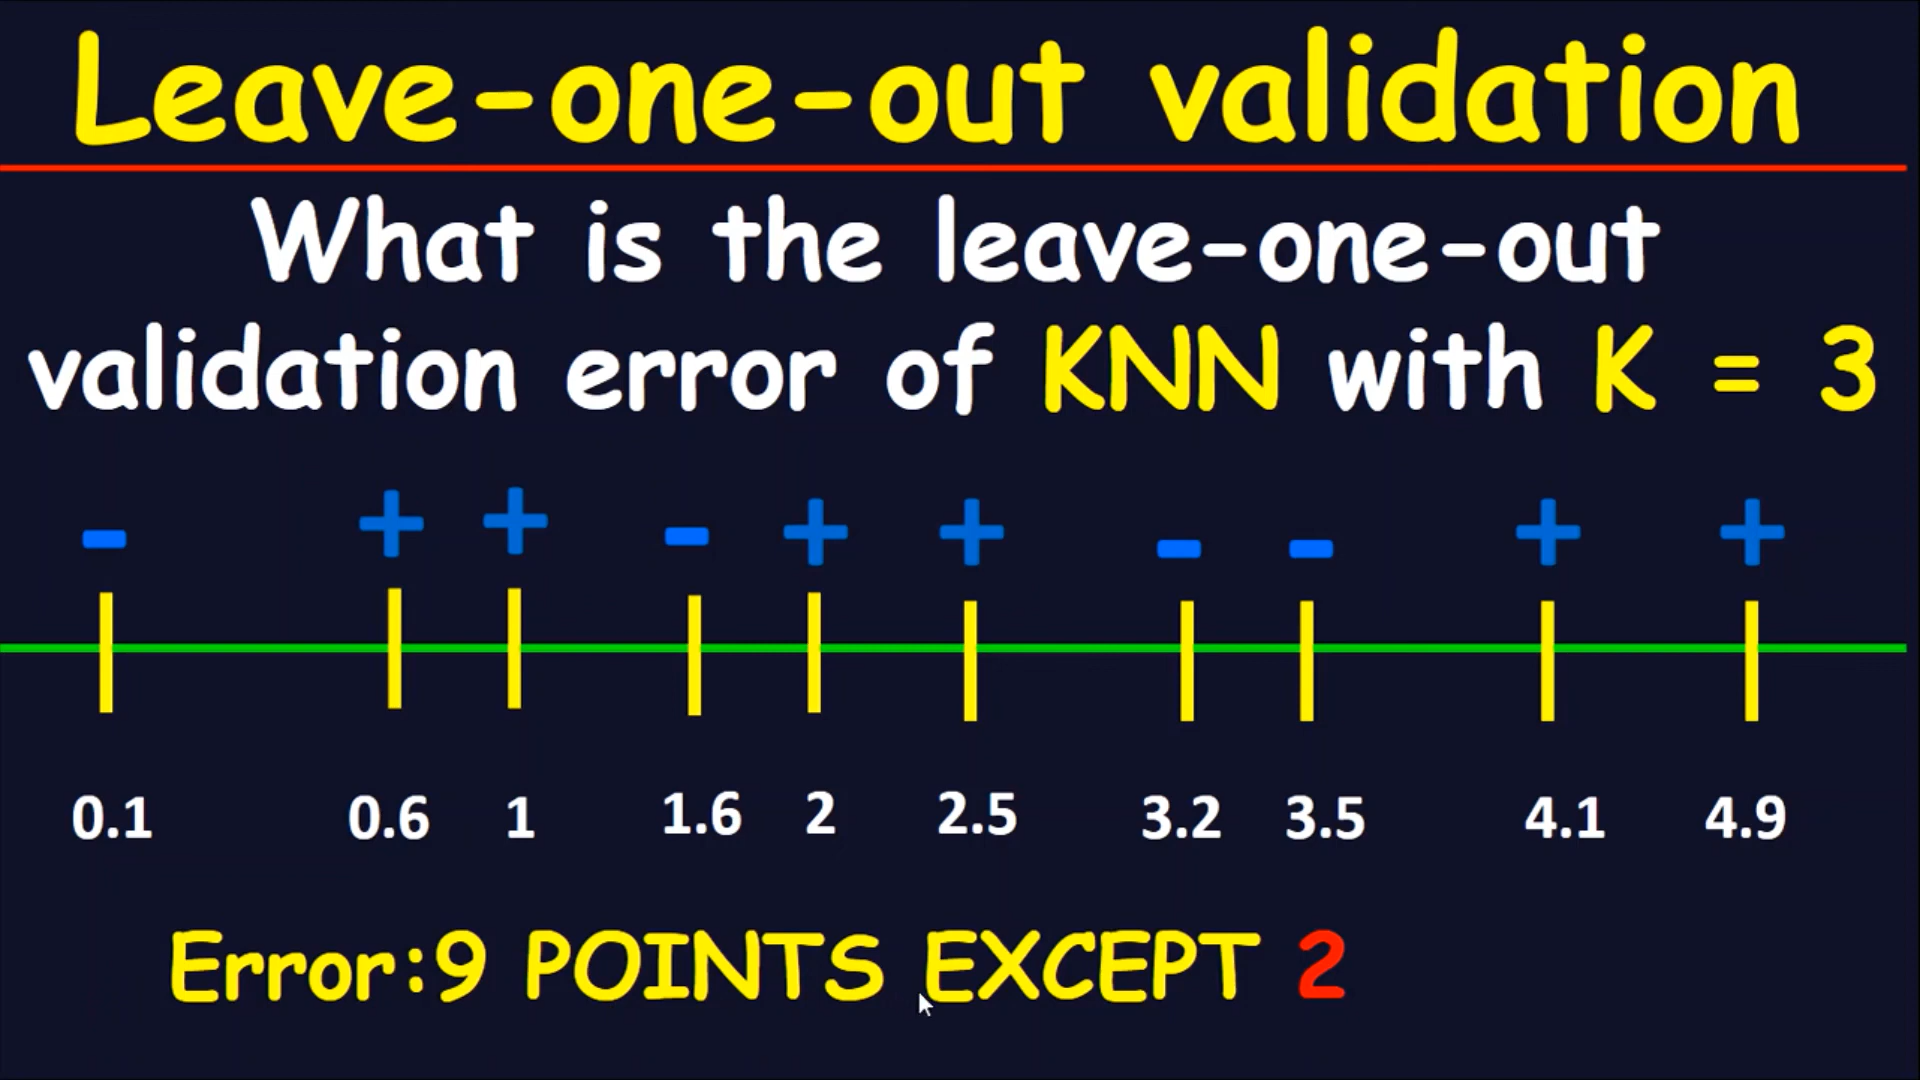 Leave-one-out validation
What is the leave-one-out
validation error of KNN with K = 3
- + + - + + - - + +
0.1 0.6 1 1.6 2 2.5 3.2 3.5 4.1 4.9
Error:9 POINTS EXCEPT 2